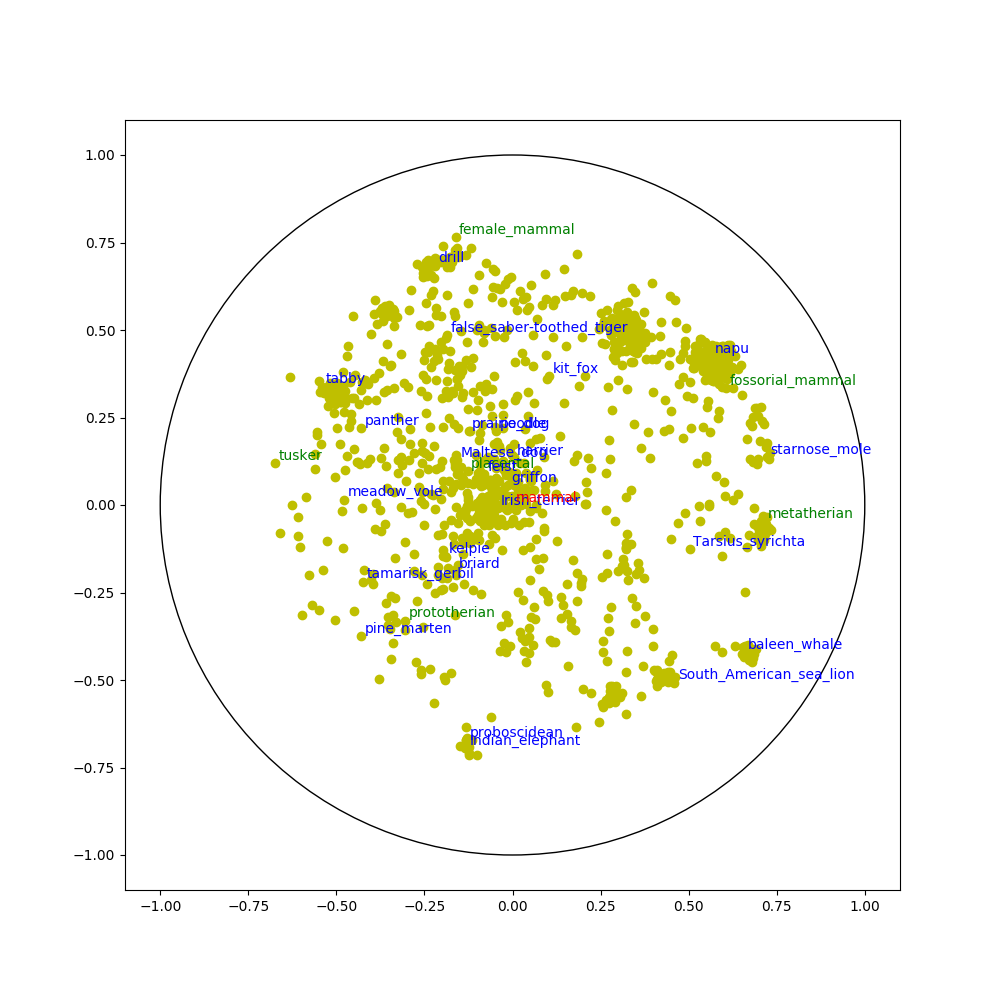 female_mammal
drill
false_saber-toothed_tiger
napu
kit_fox
tabby
fossorial_mammal
panther
prairie_dog
poodle
tusker
Maltese_dog
harrier
starnose_mole
placental
feist
griffon
meadow_vole
Irish_terrier
mammal
metatherian
Tarsius_syrichta
kelpie
briard
tamarisk_gerbil
prototherian
pine_marten
baleen_whale
South_American_sea_lion
proboscidean
Indian_elephant
1.00
0.75
0.50
0.25
0.00
−0.25
−0.50
−0.75
−1.00
−1.00 −0.75 −0.50 −0.25 0.00 0.25 0.50 0.75 1.00